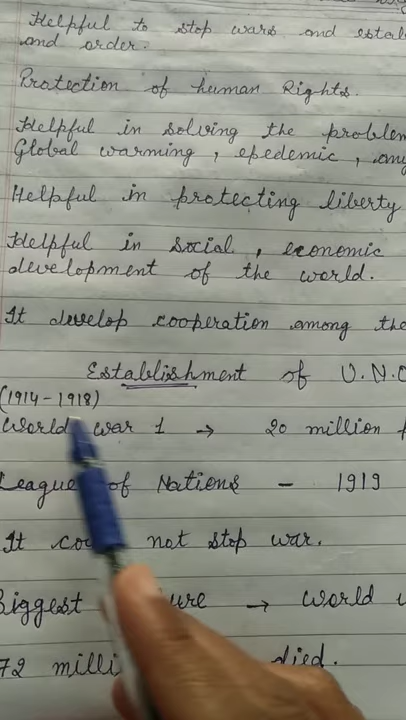 Helpful to stop wars and
and order.
Protection of human Rights.
Helpful in solving the
Global warming, epedemic,
Helpful in protecting liberty
Helpful in social, economic
development of the world.
It develop cooperation among the
Establishment of U.N.O
(1914-1918)
World war 1 → 20 million
League of Nations - 1919
It not stop war.
Biggest → world
72 died.